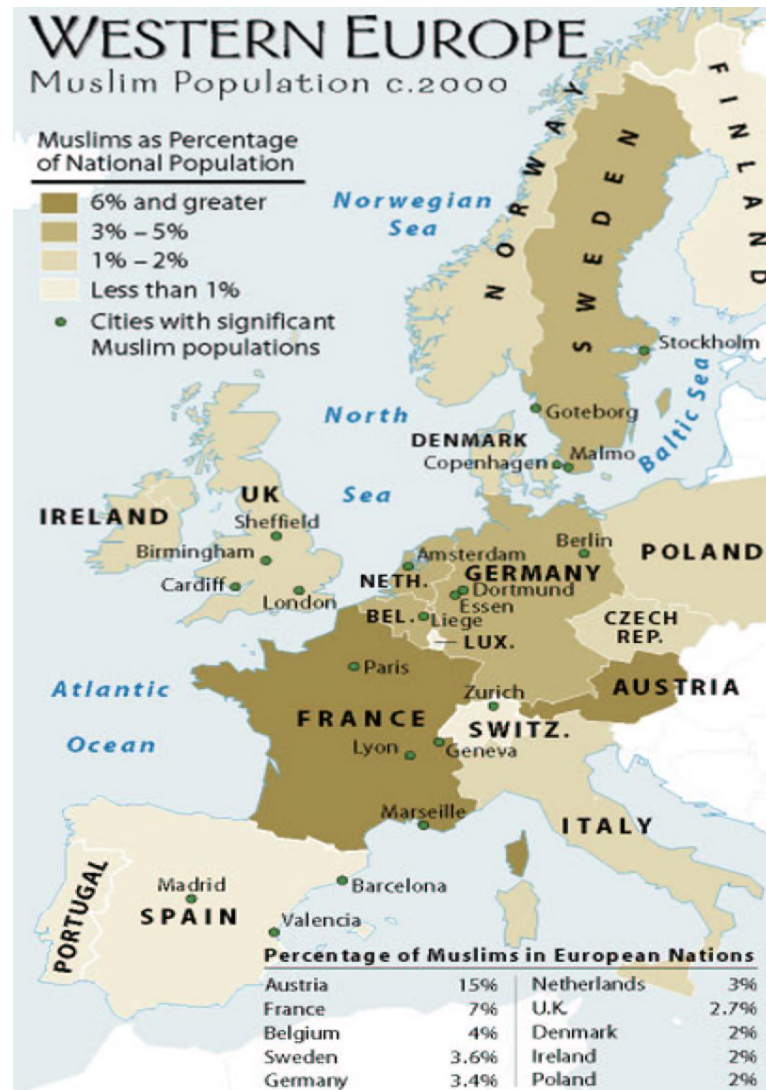 WESTERN EUROPE
Muslim Population c.2000
Muslims as Percentage
of National Population
6% and greater
3% – 5%
1% – 2%
Less than 1%
Cities with significant
Muslim populations
Norwegian
Sea
NORWAY
SWEDEN
FINLAND
Stockholm
Goteborg
Baltic Sea
North
Sea
DENMARK
Copenhagen
Malmo
IRELAND
UK
Sheffield
Birmingham
Cardiff
London
Amsterdam
NETH.
Berlin
GERMANY
Dortmund
Essen
POLAND
BEL.
Liege
LUX.
CZECH
REP.
Paris
Atlantic
Ocean
FRANCE
Zurich
AUSTRIA
SWITZ.
Lyon
Geneva
Marseille
ITALY
PORTUGAL
Madrid
SPAIN
Barcelona
Valencia
Percentage of Muslims in European Nations
Austria 15% Netherlands 3%
France 7% U.K. 2.7%
Belgium 4% Denmark 2%
Sweden 3.6% Ireland 2%
Germany 3.4% Poland 2%